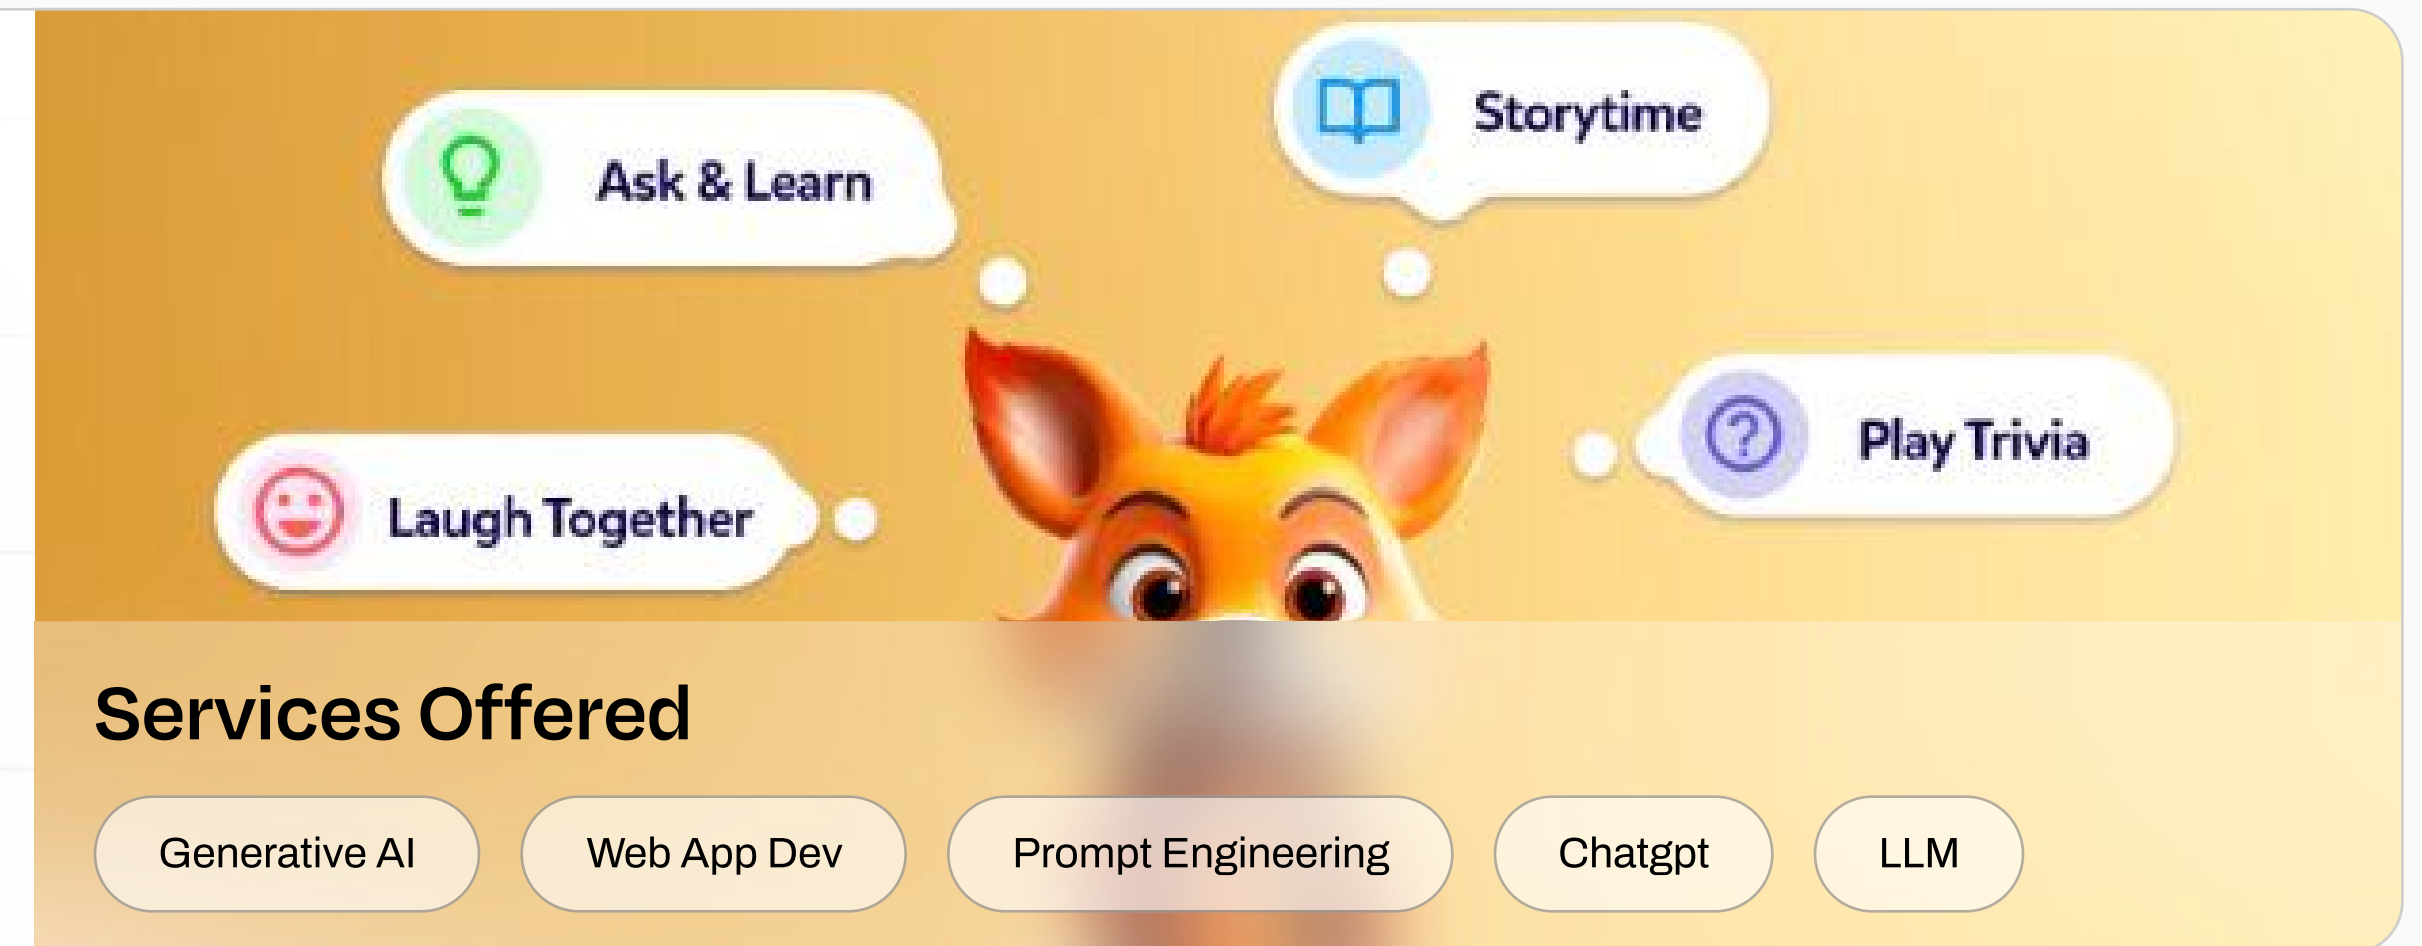 Storytime
Ask & Learn
Play Trivia
Laugh Together
Services Offered
Generative AI
Web App Dev
Prompt Engineering
Chatgpt
LLM